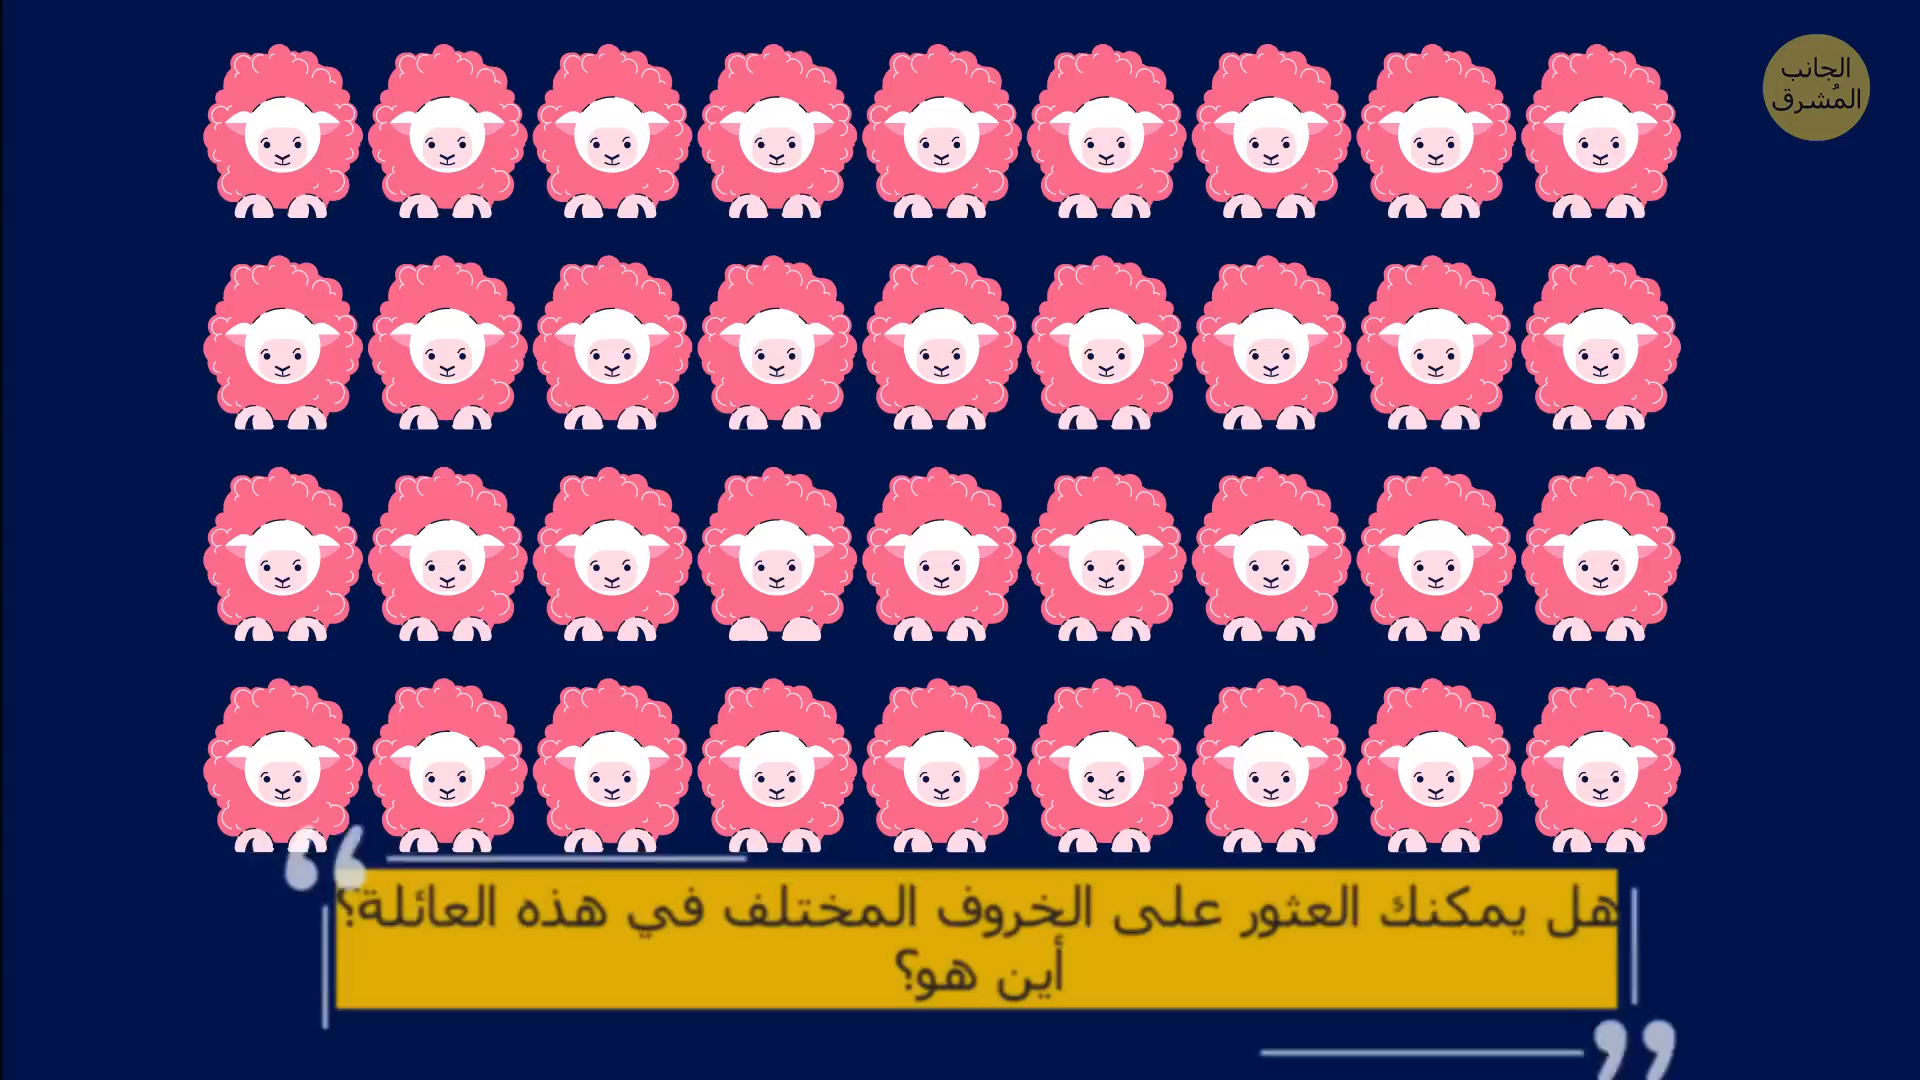 الجانب
المُشرق
هل يمكنك العثور على الخروف المختلف في هذه العائلة؟
أين هو؟